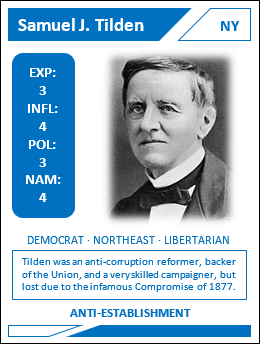 Samuel J. Tilden
NY
EXP:
3
INFL:
4
POL:
3
NAM:
4
DEMOCRAT · NORTHEAST · LIBERTARIAN
Tilden was an anti-corruption reformer, backer
of the Union, and a very skilled campaigner, but
lost due to the infamous Compromise of 1877.
ANTI-ESTABLISHMENT